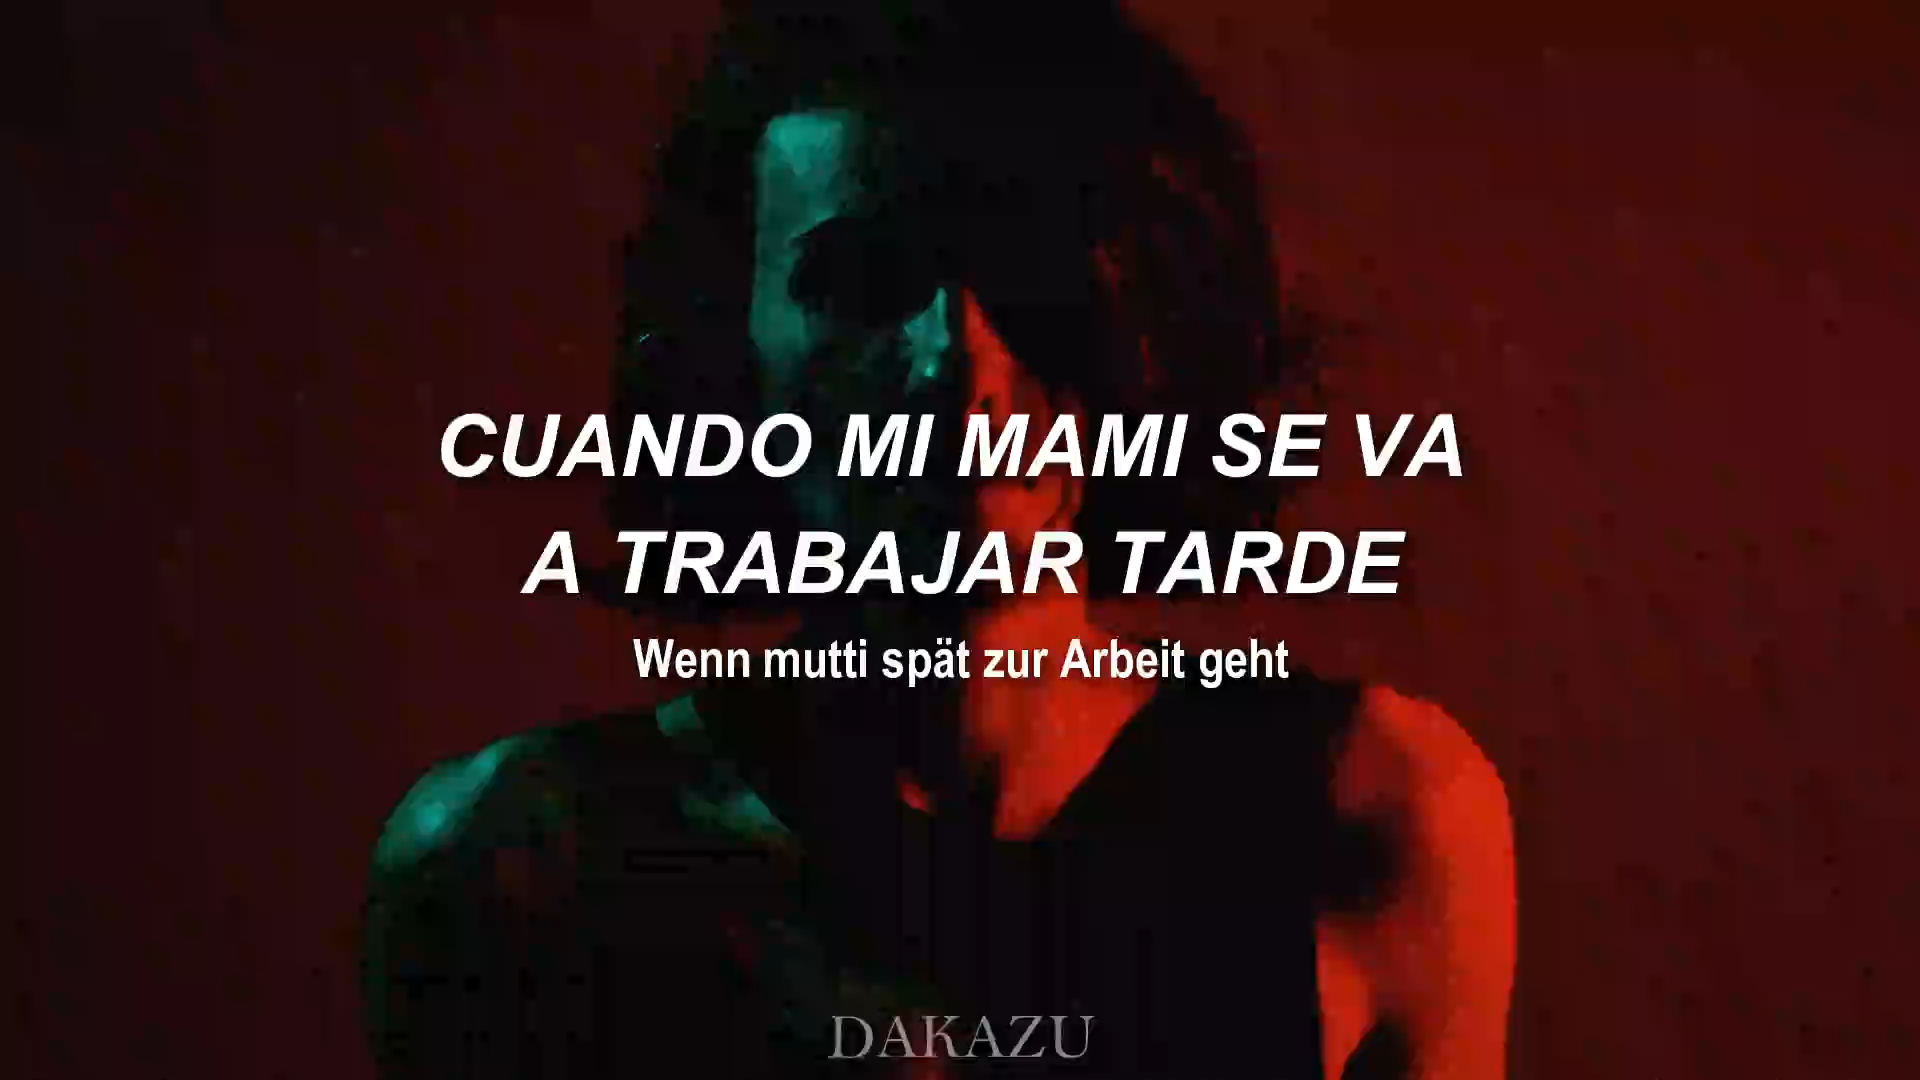 CUANDO MI MAMI SE VA
A TRABAJAR TARDE
Wenn mutti spät zur Arbeit geht
DAKAZU